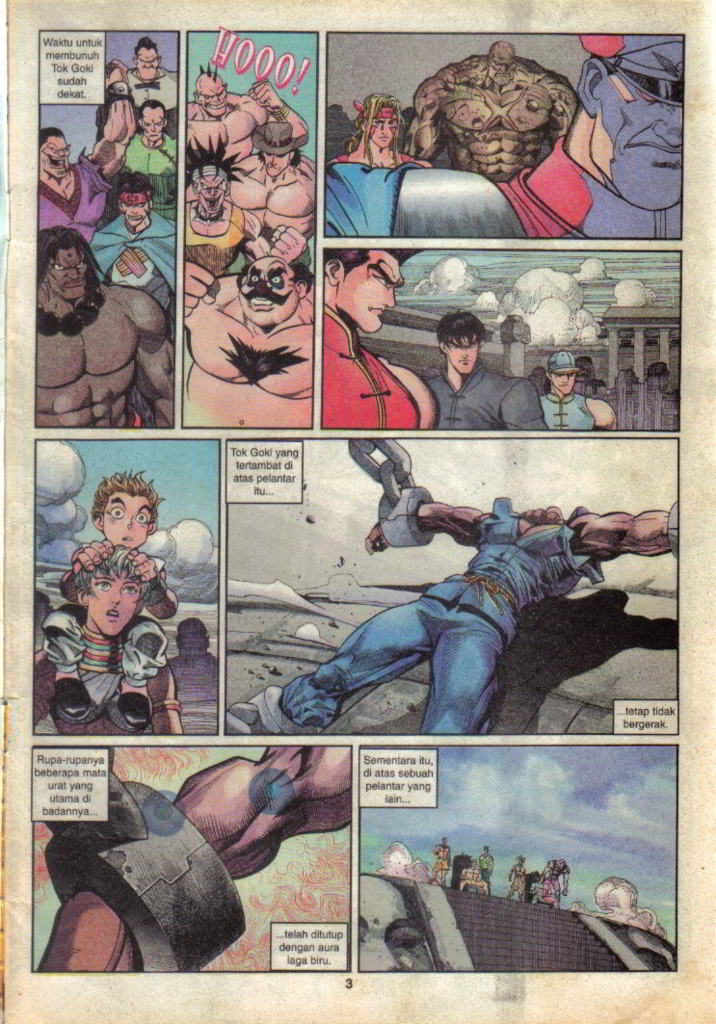 Waktu untuk
membunuh
Tok Goki
sudah
dekat.
HOOO!
Tok Goki yang
tertambat di
atas pelantar
itu...
...tetap tidak
bergerak.
Rupa-rupanya
beberapa mata
urat yang
utama di
badannya...
...telah ditutup
dengan aura
laga biru.
Sementara itu,
di atas sebuah
pelantar yang
lain...
3